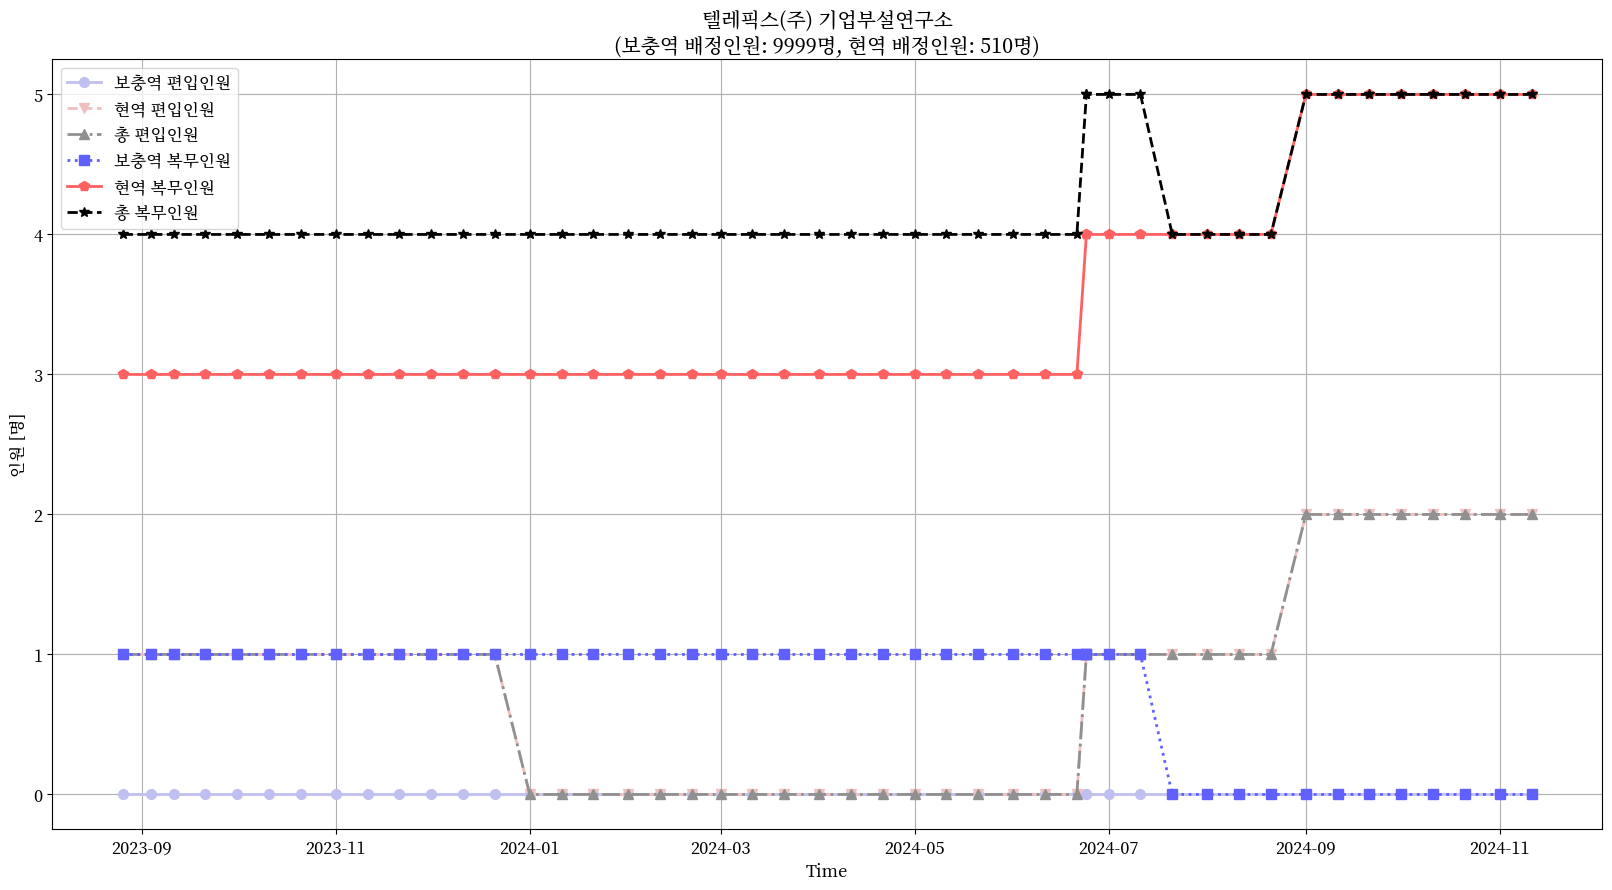 텔레픽스(주) 기업부설연구소
(보충역 배정인원: 9999명, 현역 배정인원: 510명)
보충역 편입인원
현역 편입인원
총 편입인원
보충역 복무인원
현역 복무인원
총 복무인원
인원 [명]
5
4
3
2
1
0
2023-09 2023-11 2024-01 2024-03 2024-05 2024-07 2024-09 2024-11
Time